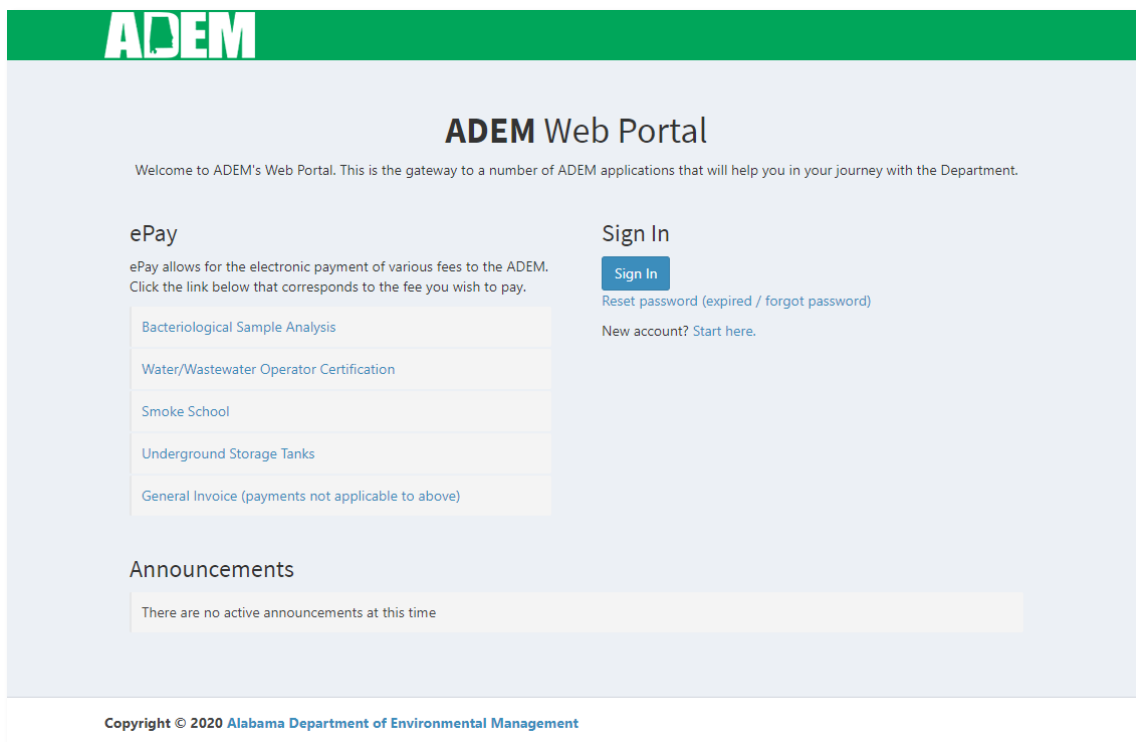 ADEM
ADEM Web Portal
Welcome to ADEM's Web Portal. This is the gateway to a number of ADEM applications that will help you in your journey with the Department.
ePay
ePay allows for the electronic payment of various fees to the ADEM.
Click the link below that corresponds to the fee you wish to pay.
Bacteriological Sample Analysis
Water/Wastewater Operator Certification
Smoke School
Underground Storage Tanks
General Invoice (payments not applicable to above)
Sign In
Sign In
Reset password (expired / forgot password)
New account? Start here.
Announcements
There are no active announcements at this time
Copyright © 2020 Alabama Department of Environmental Management